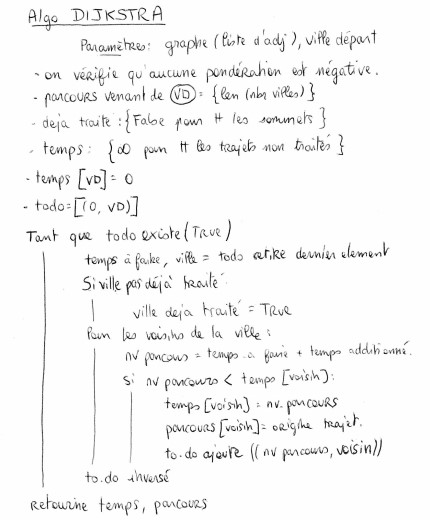 Algo DIJKSTRA
Paramètres: graphe (liste d'adj), ville départ
- on vérifie qu'aucune pondération est négative.
- parcours venant de VD = {len (nbr villes)}
- deja traité : {False pour tt les sommets}
- temps: {∞ pour tt les trajets non traités}
- temps [VD] = 0
- todo = [(0, VD)]
Tant que todo existe (True)
temps à faire, ville = todo retire dernier element
Si ville pas déjà traité
ville deja traité = TRue
Pour les voisins de la ville :
nv parcours = temps a faire + temps additionné.
si nv parcours < temps [voisin] :
temps [voisin] = nv. parcours
parcours [voisin] = origine trajet.
to.do ajoute ((nv parcours, voisin))
to.do inversé
Retourne temps, parcours